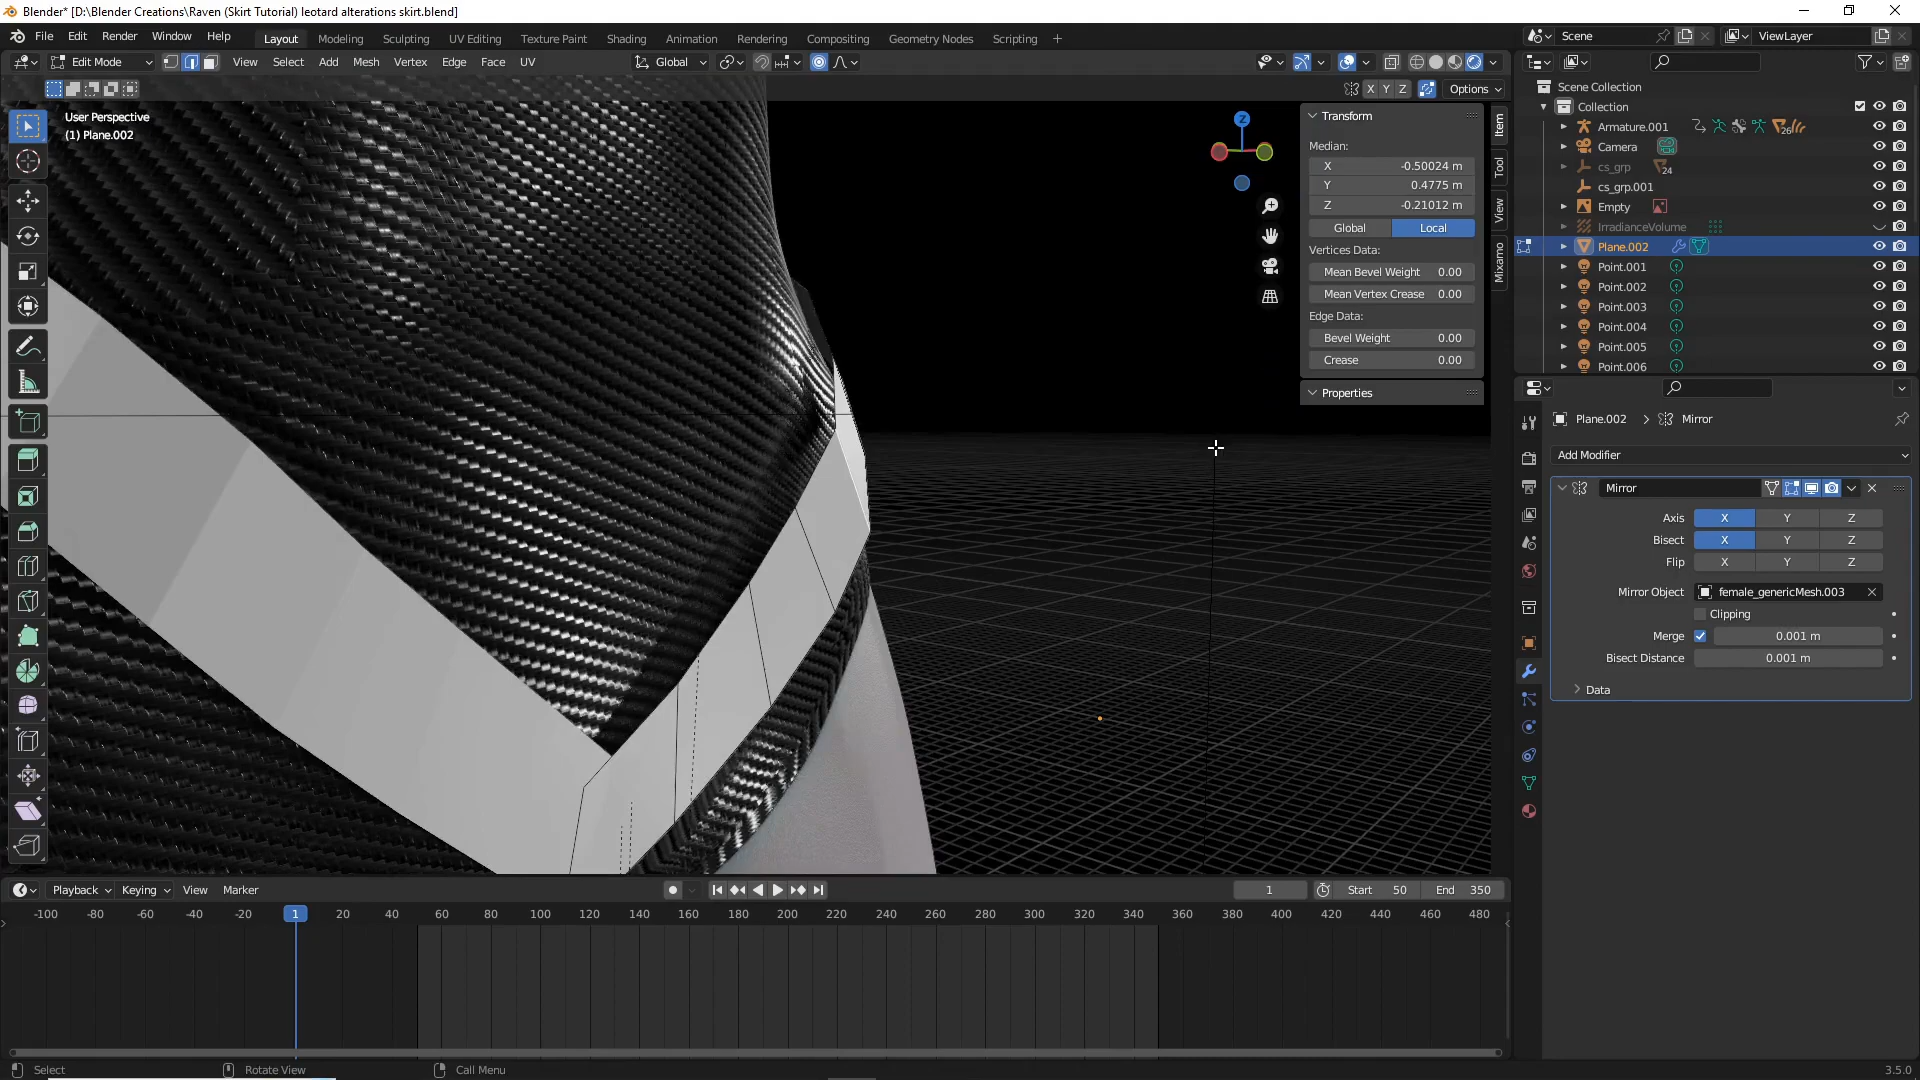 Blender* [D:\Blender Creations\Raven (Skirt Tutorial) leotard alterations skirt.blend]
File Edit Render Window Help Layout Modeling Sculpting UV Editing Texture Paint Shading Animation Rendering Compositing Geometry Nodes Scripting + Scene ViewLayer
Edit Mode View Select Add Mesh Vertex Edge Face UV Global
X Y Z Options
User Perspective
(1) Plane.002
Z
Transform
Median:
X -0.50024 m
Y 0.4775 m
Z -0.21012 m
Global Local
Vertices Data:
Mean Bevel Weight 0.00
Mean Vertex Crease 0.00
Edge Data:
Bevel Weight 0.00
Crease 0.00
Properties
Item
Tool
View
Mixamo
Scene Collection
Collection
Armature.001 26
Camera
cs_grp 24
cs_grp.001
Empty
IrradianceVolume
Plane.002
Point.001
Point.002
Point.003
Point.004
Point.005
Point.006
Plane.002 > Mirror
Add Modifier
Mirror
Axis X Y Z
Bisect X Y Z
Flip X Y Z
Mirror Object female_genericMesh.003
Clipping
Merge 0.001 m
Bisect Distance 0.001 m
Data
Playback Keying View Marker 1 Start 50 End 350
-100 -80 -60 -40 -20 1 20 40 60 80 100 120 140 160 180 200 220 240 260 280 300 320 340 360 380 400 420 440 460 480
Select Rotate View Call Menu 3.5.0